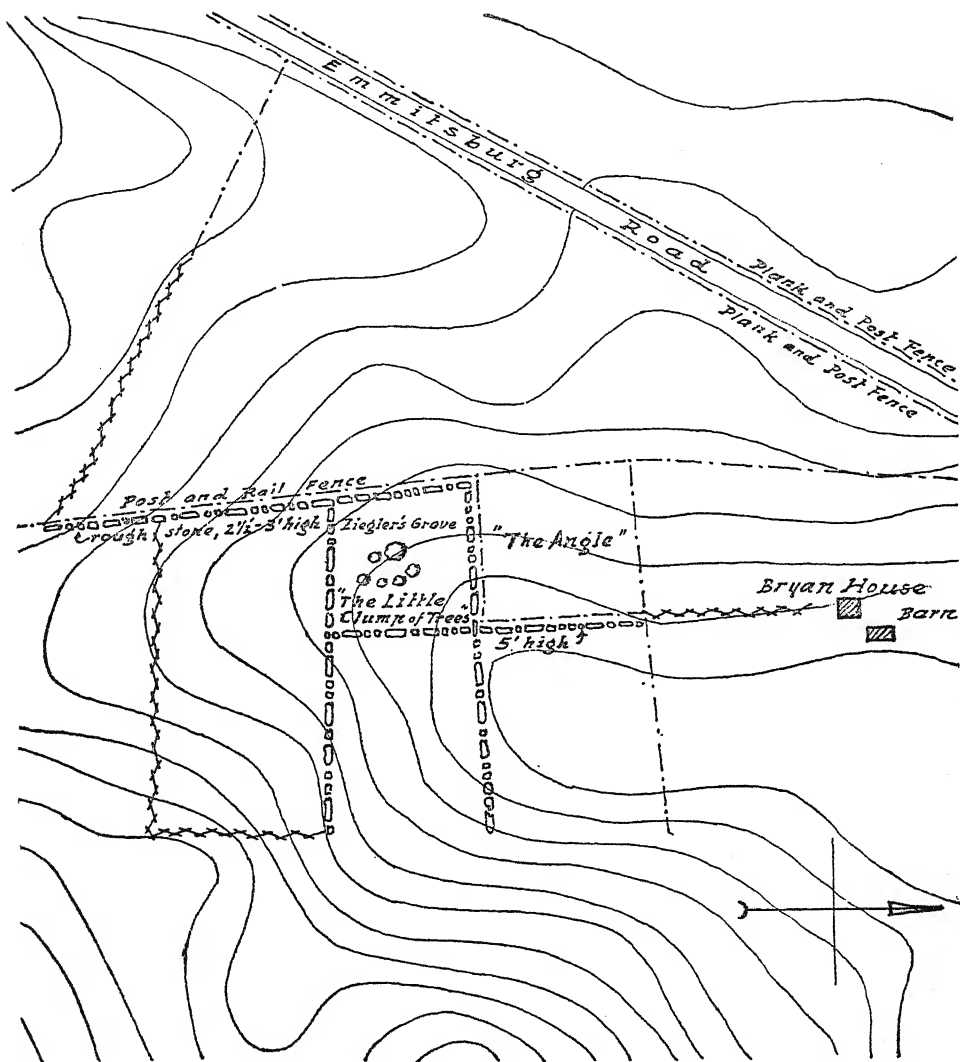 Emmitsburg Road
Plank and Post Fence
Plank and Post Fence
Post and Rail Fence
rough stone, 2½-3' high
Ziegler's Grove
"The Angle"
"The Little
Clump of Trees"
5' high
Bryan House
Barn